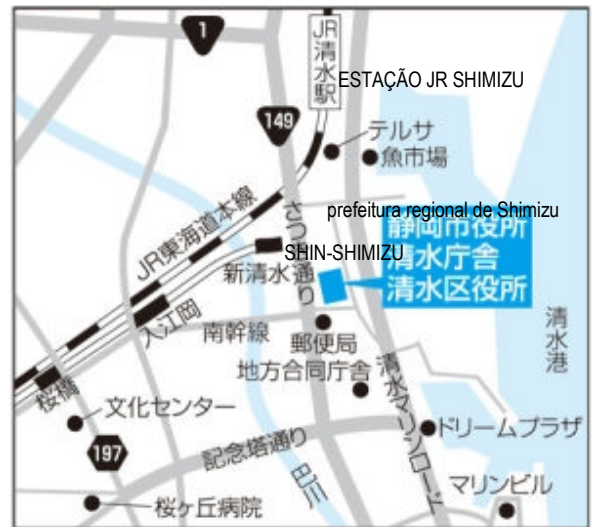 1
JR清水駅
ESTAÇÃO JR SHIMIZU
149
テルサ
魚市場
JR東海道本線
さつき通り
prefeitura regional de Shimizu
静岡市役所
清水庁舎
清水区役所
SHIN-SHIMIZU
新清水
入江岡
南幹線
郵便局
清水港
地方合同庁舎
清水マリンロード
桜橋
文化センター
ドリームプラザ
197
記念塔通り
巴川
マリンビル
桜ヶ丘病院